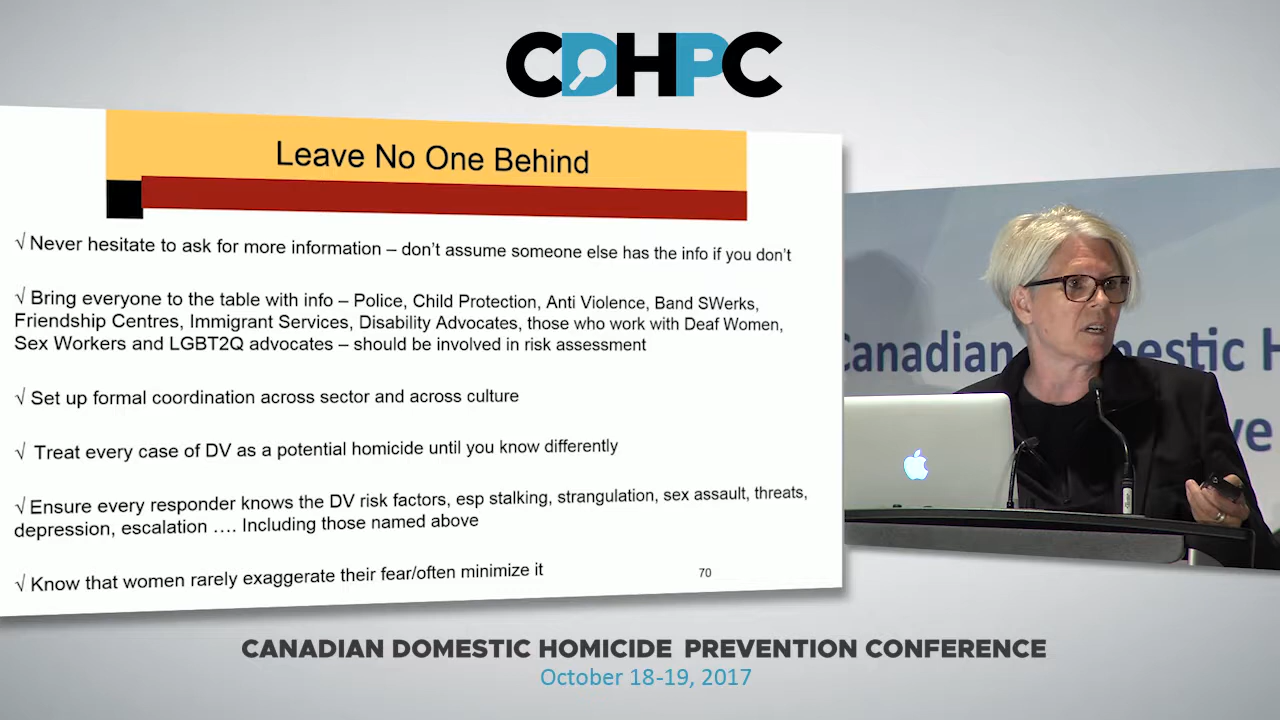 CDHPC
Leave No One Behind
√ Never hesitate to ask for more information – don’t assume someone else has the info if you don’t
√ Bring everyone to the table with info – Police, Child Protection, Anti Violence, Band SWerks,
Friendship Centres, Immigrant Services, Disability Advocates, those who work with Deaf Women,
Sex Workers and LGBT2Q advocates – should be involved in risk assessment
√ Set up formal coordination across sector and across culture
√ Treat every case of DV as a potential homicide until you know differently
√ Ensure every responder knows the DV risk factors, esp stalking, strangulation, sex assault, threats,
depression, escalation …. Including those named above
√ Know that women rarely exaggerate their fear/often minimize it
70
Canadian
CANADIAN DOMESTIC HOMICIDE PREVENTION CONFERENCE
October 18-19, 2017